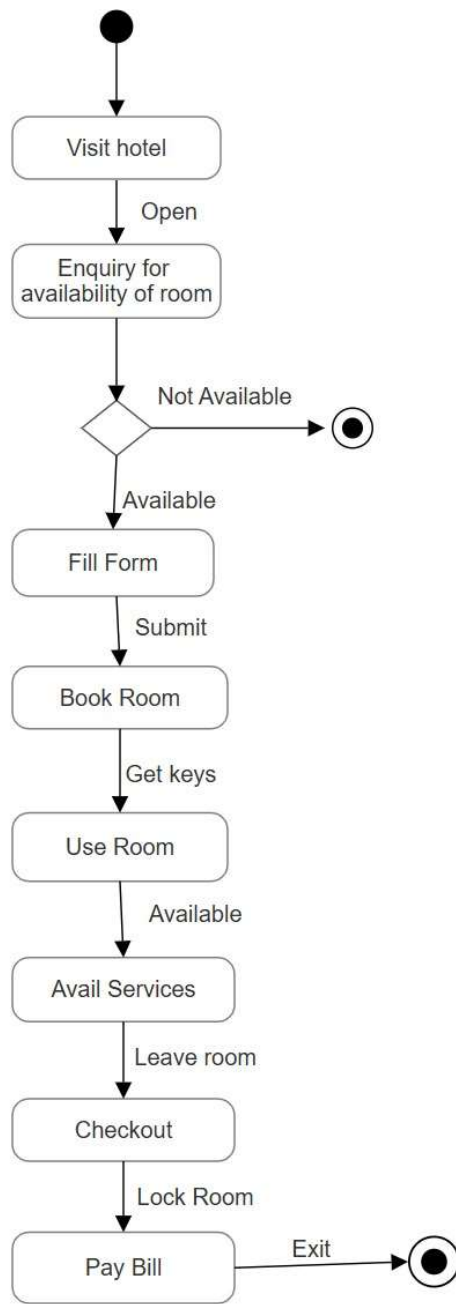 Visit hotel
Open
Enquiry for
availability of room
Not Available
Available
Fill Form
Submit
Book Room
Get keys
Use Room
Available
Avail Services
Leave room
Checkout
Lock Room
Pay Bill
Exit